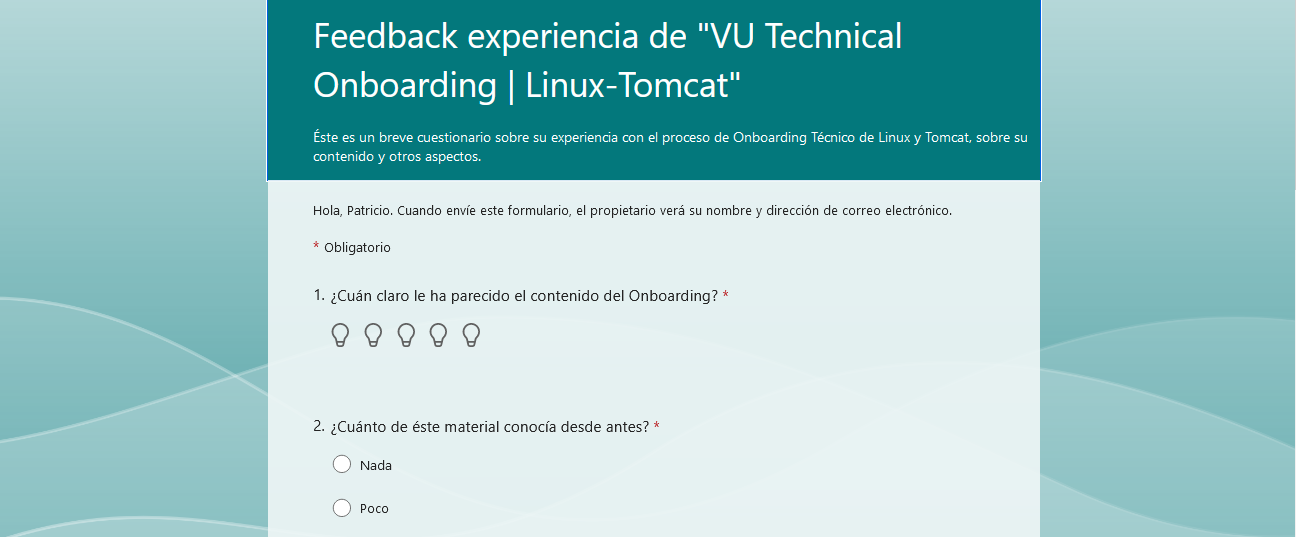 Feedback experiencia de "VU Technical
Onboarding | Linux-Tomcat"
Éste es un breve cuestionario sobre su experiencia con el proceso de Onboarding Técnico de Linux y Tomcat, sobre su
contenido y otros aspectos.
Hola, Patricio. Cuando envíe este formulario, el propietario verá su nombre y dirección de correo electrónico.
* Obligatorio
1. ¿Cuán claro le ha parecido el contenido del Onboarding? *
2. ¿Cuánto de éste material conocía desde antes? *
Nada
Poco